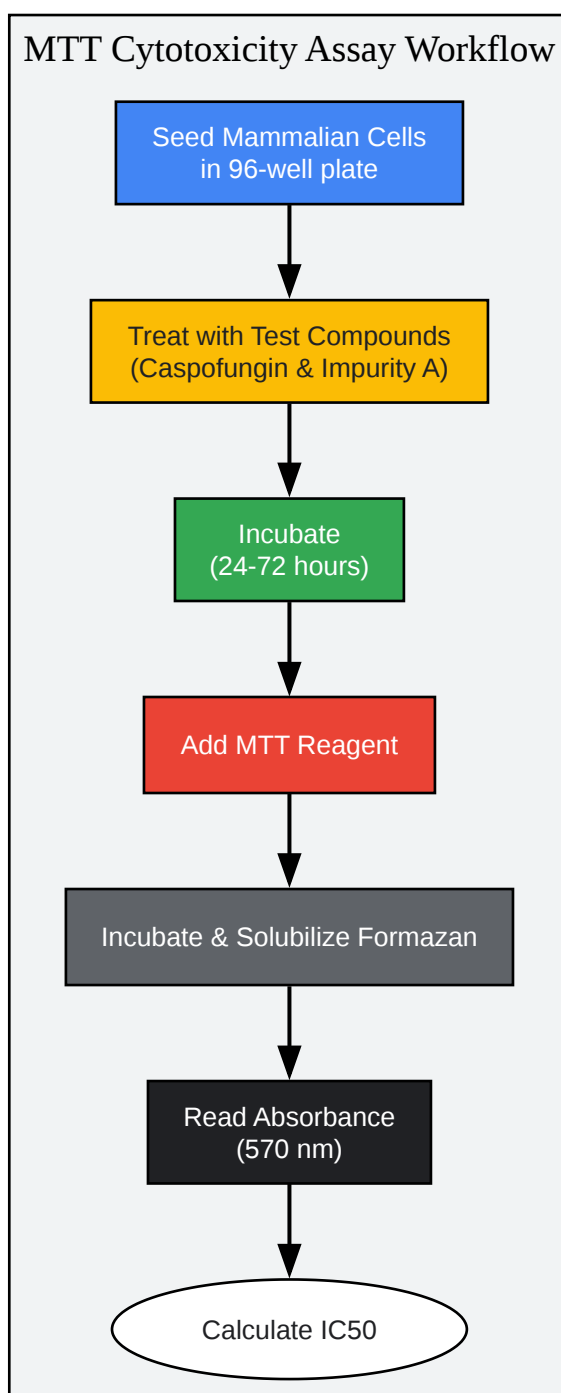 MTT Cytotoxicity Assay Workflow
Seed Mammalian Cells
in 96-well plate
Treat with Test Compounds
(Caspofungin & Impurity A)
Incubate
(24-72 hours)
Add MTT Reagent
Incubate & Solubilize Formazan
Read Absorbance
(570 nm)
Calculate IC50